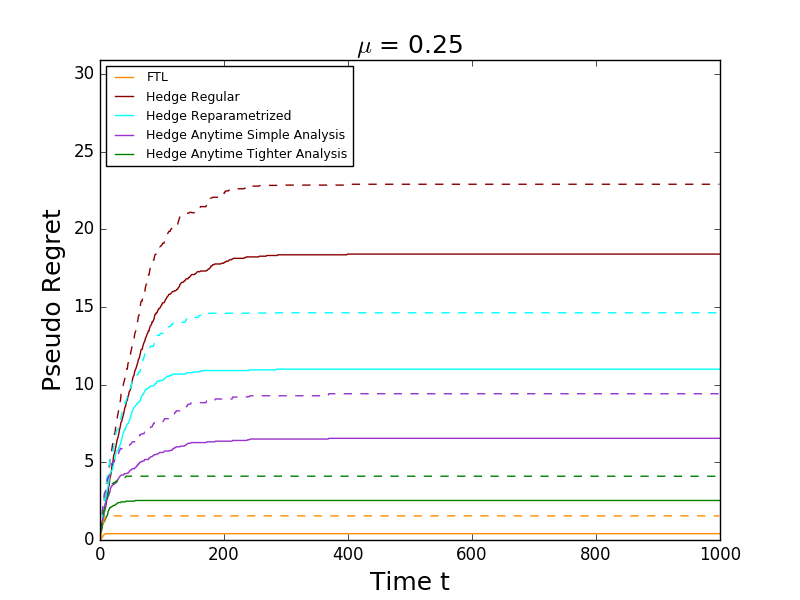 μ = 0.25
FTL
Hedge Regular
Hedge Reparametrized
Hedge Anytime Simple Analysis
Hedge Anytime Tighter Analysis
Pseudo Regret
30
25
20
15
10
5
0
0 200 400 600 800 1000
Time t